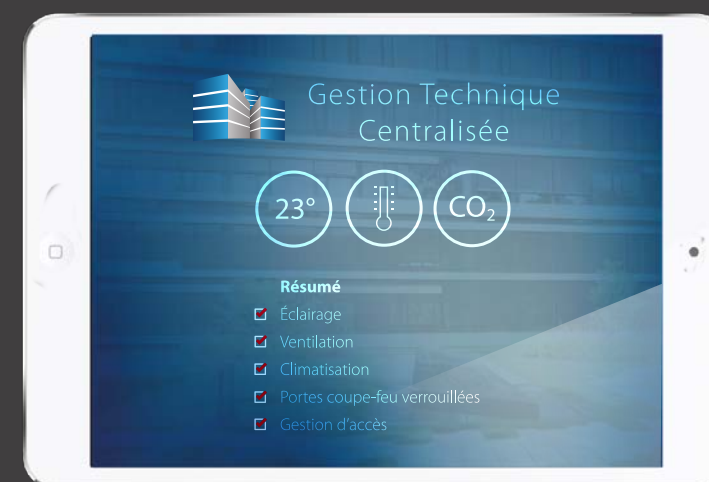 Gestion Technique
Centralisée
23°
CO₂
Résumé
Éclairage
Ventilation
Climatisation
Portes coupe-feu verrouillées
Gestion d'accès